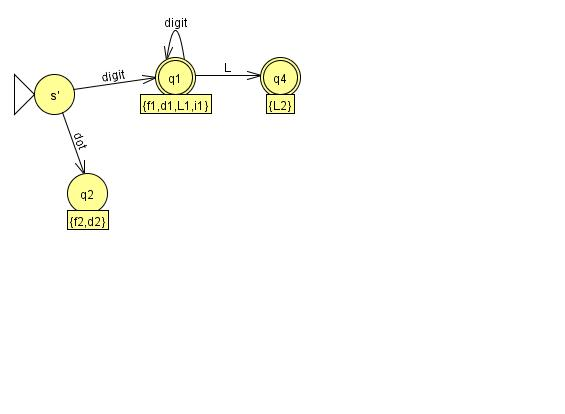 digit
s'
digit
q1
L
q4
{f1,d1,L1,i1}
{L2}
dot
q2
{f2,d2}